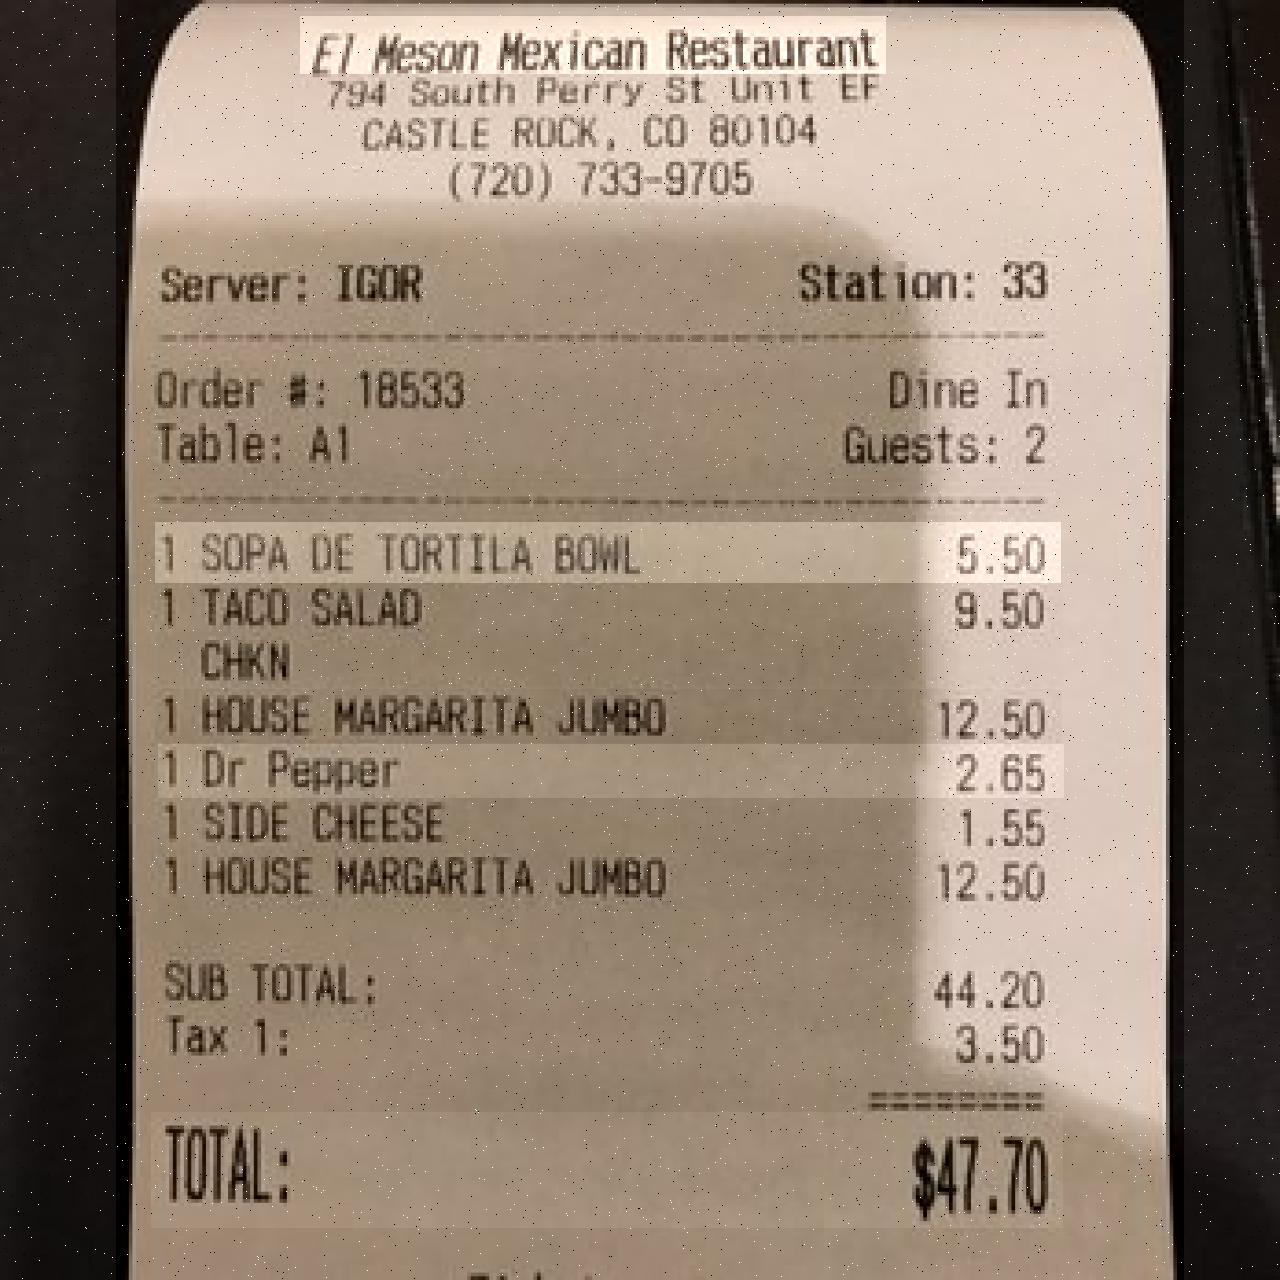 El Meson Mexican Restaurant
794 South Perry St Unit EF
CASTLE ROCK, CO 80104
(720) 733-9705
Server: IGOR Station: 33
Order #: 18533 Dine In
Table: A1 Guests: 2
1 SOPA DE TORTILA BOWL 5.50
1 TACO SALAD 9.50
CHKN
1 HOUSE MARGARITA JUMBO 12.50
1 Dr Pepper 2.65
1 SIDE CHEESE 1.55
1 HOUSE MARGARITA JUMBO 12.50
SUB TOTAL: 44.20
Tax 1: 3.50
========
TOTAL: $47.70